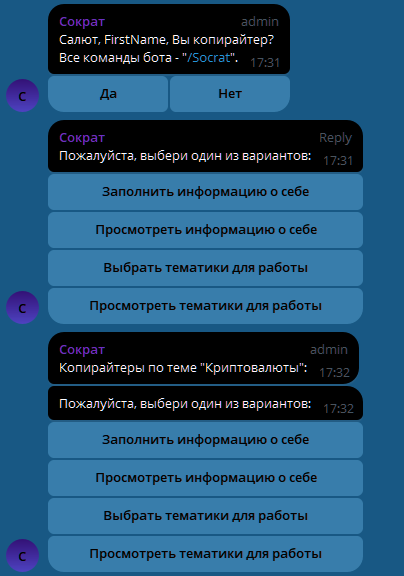 Сократ admin
Салют, FirstName, Вы копирайтер?
Все команды бота - "/Socrat". 17:31
С
Да Нет
Сократ Reply
Пожалуйста, выбери один из вариантов: 17:31
Заполнить информацию о себе
Просмотреть информацию о себе
Выбрать тематики для работы
С
Просмотреть тематики для работы
Сократ admin
Копирайтеры по теме "Криптовалюты": 17:32
Пожалуйста, выбери один из вариантов: 17:32
Заполнить информацию о себе
Просмотреть информацию о себе
Выбрать тематики для работы
С
Просмотреть тематики для работы